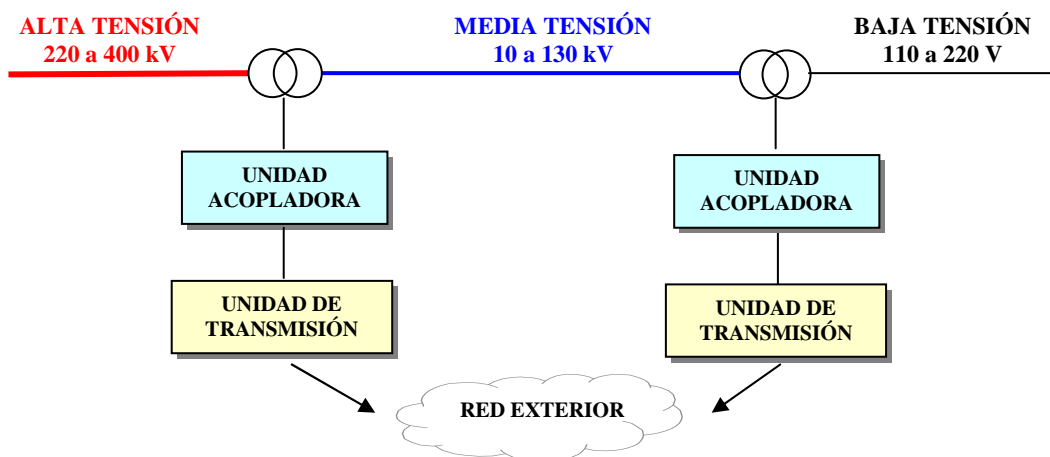 ALTA TENSIÓN
220 a 400 kV
MEDIA TENSIÓN
10 a 130 kV
BAJA TENSIÓN
110 a 220 V
UNIDAD
ACOPLADORA
UNIDAD
ACOPLADORA
UNIDAD DE
TRANSMISIÓN
UNIDAD DE
TRANSMISIÓN
RED EXTERIOR